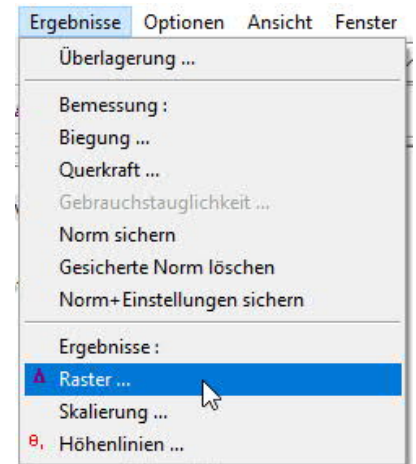 Ergebnisse Optionen Ansicht Fenster
Überlagerung ...
Bemessung :
Biegung ...
Querkraft ...
Gebrauchstauglichkeit ...
Norm sichern
Gesicherte Norm löschen
Norm+Einstellungen sichern
Ergebnisse :
Raster ...
Skalierung ...
Höhenlinien ...